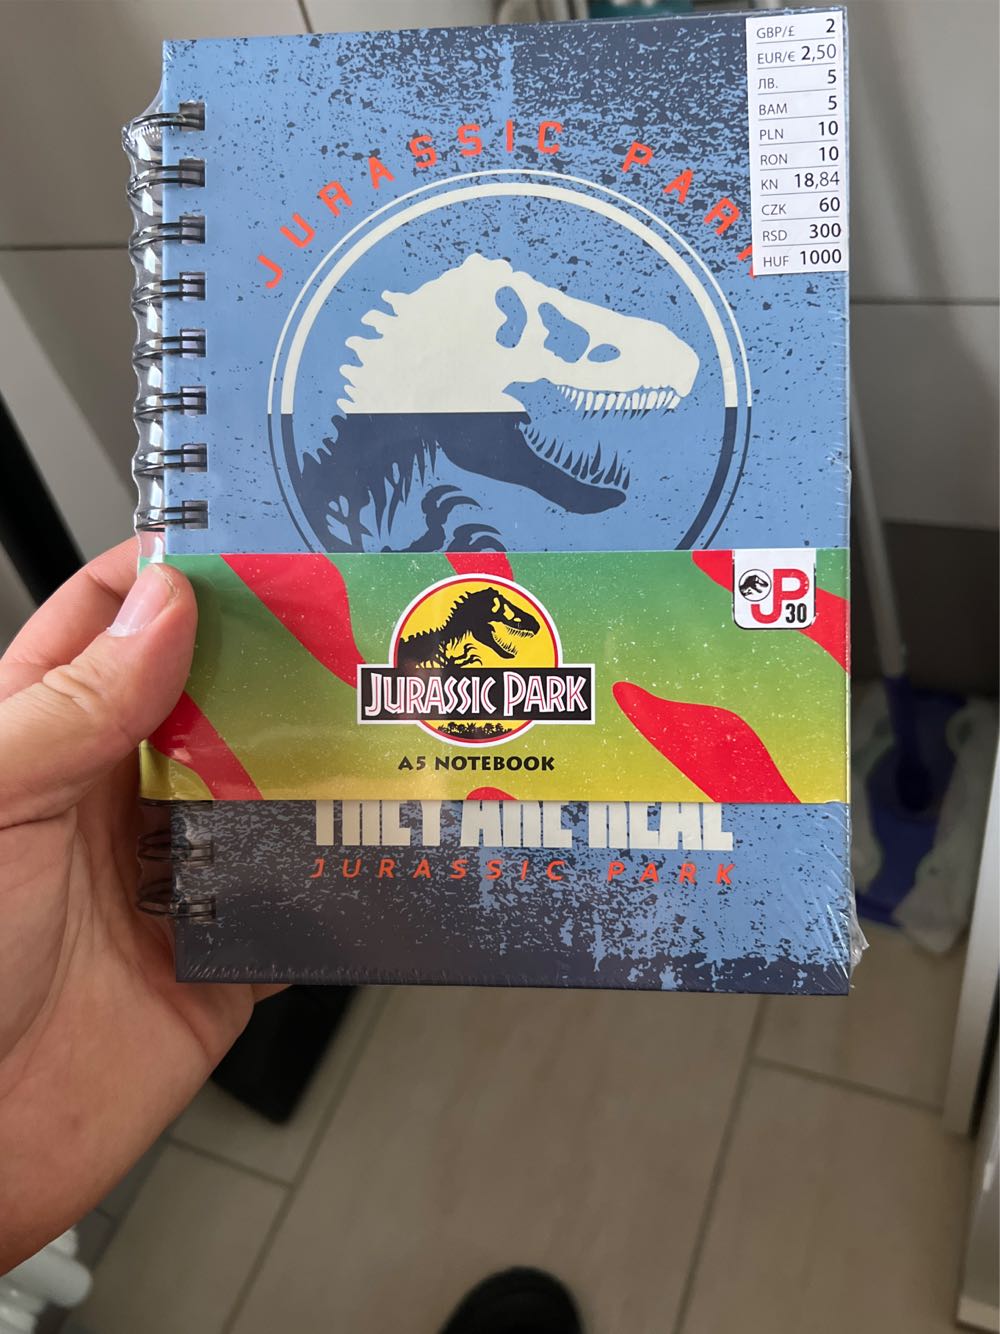 GBP/£ 2
EUR/€ 2,50
ЛВ. 5
BAM 5
PLN 10
RON 10
KN 18,84
CZK 60
RSD 300
HUF 1000
JURASSIC PARK
JP
30
JURASSIC PARK
A5 NOTEBOOK
THEY ARE REAL
JURASSIC PARK